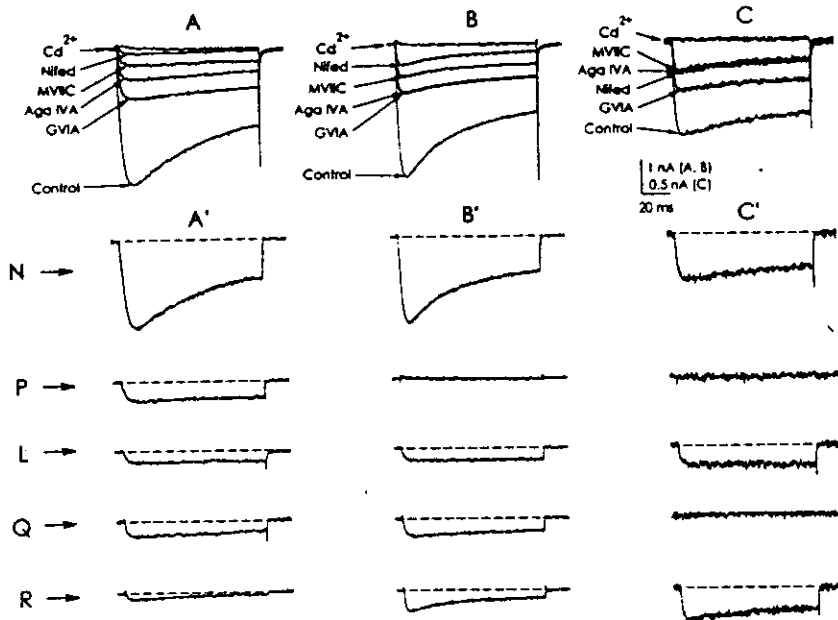 A B C
Cd2+
Nifed
MVIIC
Aga IVA
GVIA
Control
Cd2+
Nifed
MVIIC
Aga IVA
GVIA
Control
Cd2+
MVIIC
Aga IVA
Nifed
GVIA
Control
1 nA (A, B)
0.5 nA (C)
20 ms
A' B' C'
N
P
L
Q
R